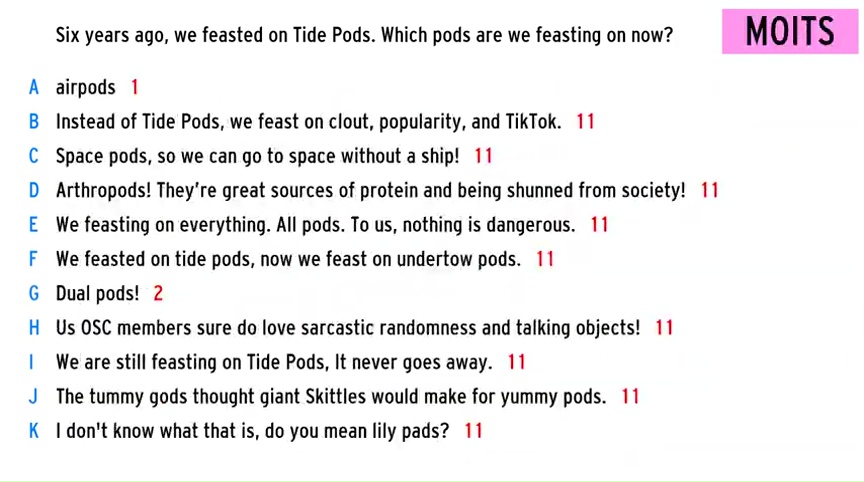 Six years ago, we feasted on Tide Pods. Which pods are we feasting on now?
MOITS
A airpods 1
B Instead of Tide Pods, we feast on clout, popularity, and TikTok. 11
C Space pods, so we can go to space without a ship! 11
D Arthropods! They're great sources of protein and being shunned from society! 11
E We feasting on everything. All pods. To us, nothing is dangerous. 11
F We feasted on tide pods, now we feast on undertow pods. 11
G Dual pods! 2
H Us OSC members sure do love sarcastic randomness and talking objects! 11
I We are still feasting on Tide Pods, It never goes away. 11
J The tummy gods thought giant Skittles would make for yummy pods. 11
K I don't know what that is, do you mean lily pads? 11